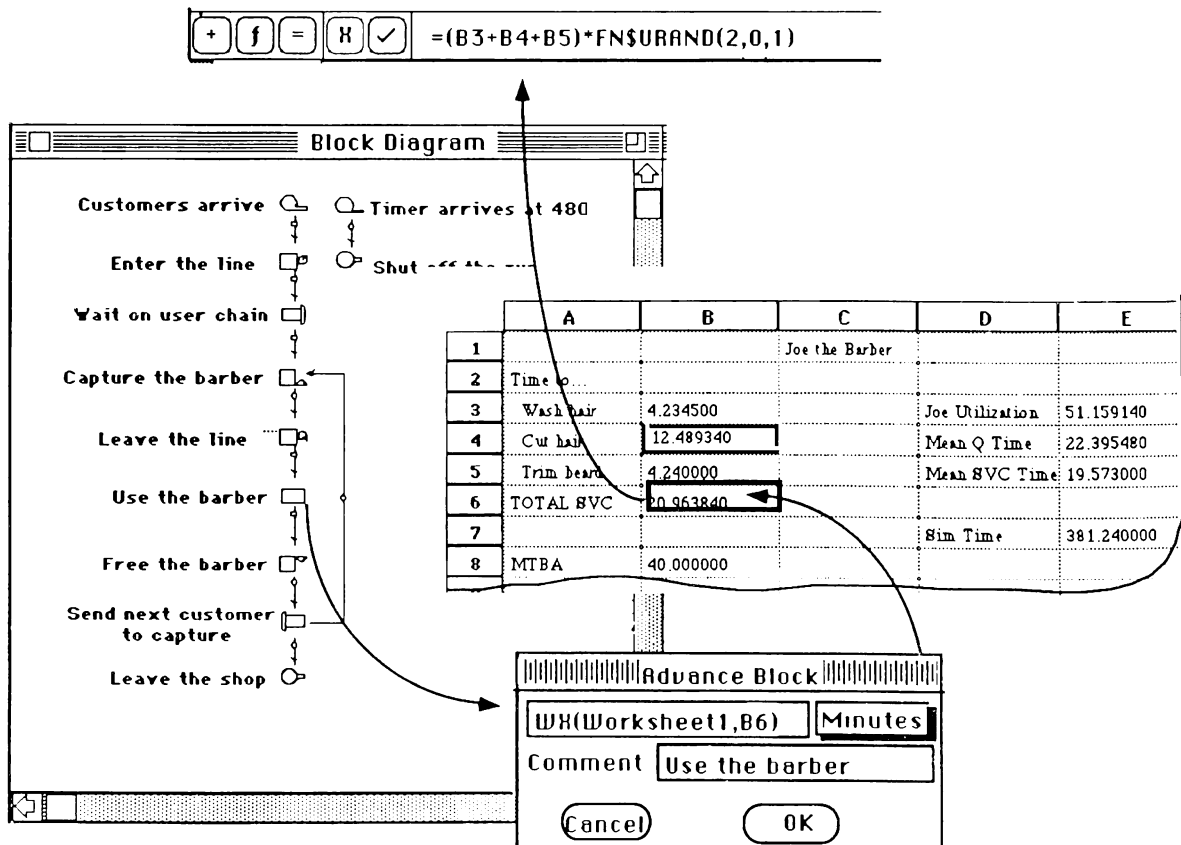 + f = X ✓ =(B3+B4+B5)*FN$URAND(2,0,1)
Block Diagram
Customers arrive
Timer arrives at 480
Enter the line
Shut off the
Wait on user chain
Capture the barber
Leave the line
Use the barber
Free the barber
Send next customer
to capture
Leave the shop
A B C D E
1 Joe the Barber
2 Time to...
3 Wash hair 4.234500 Joe Utilization 51.159140
4 Cut hair 12.489340 Mean Q Time 22.395480
5 Trim beard 4.240000 Mean SVC Time 19.573000
6 TOTAL SVC 20.963840
7 Sim Time 381.240000
8 MTBA 40.000000
Advance Block
WX(Worksheet1,B6) Minutes
Comment Use the barber
Cancel OK